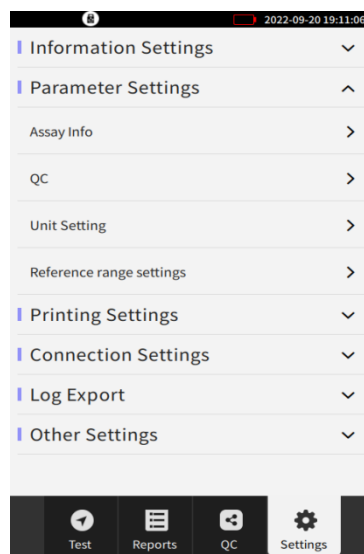 2022-09-20 19:11:06
Information Settings
Parameter Settings
Assay Info
QC
Unit Setting
Reference range settings
Printing Settings
Connection Settings
Log Export
Other Settings
Test Reports QC Settings